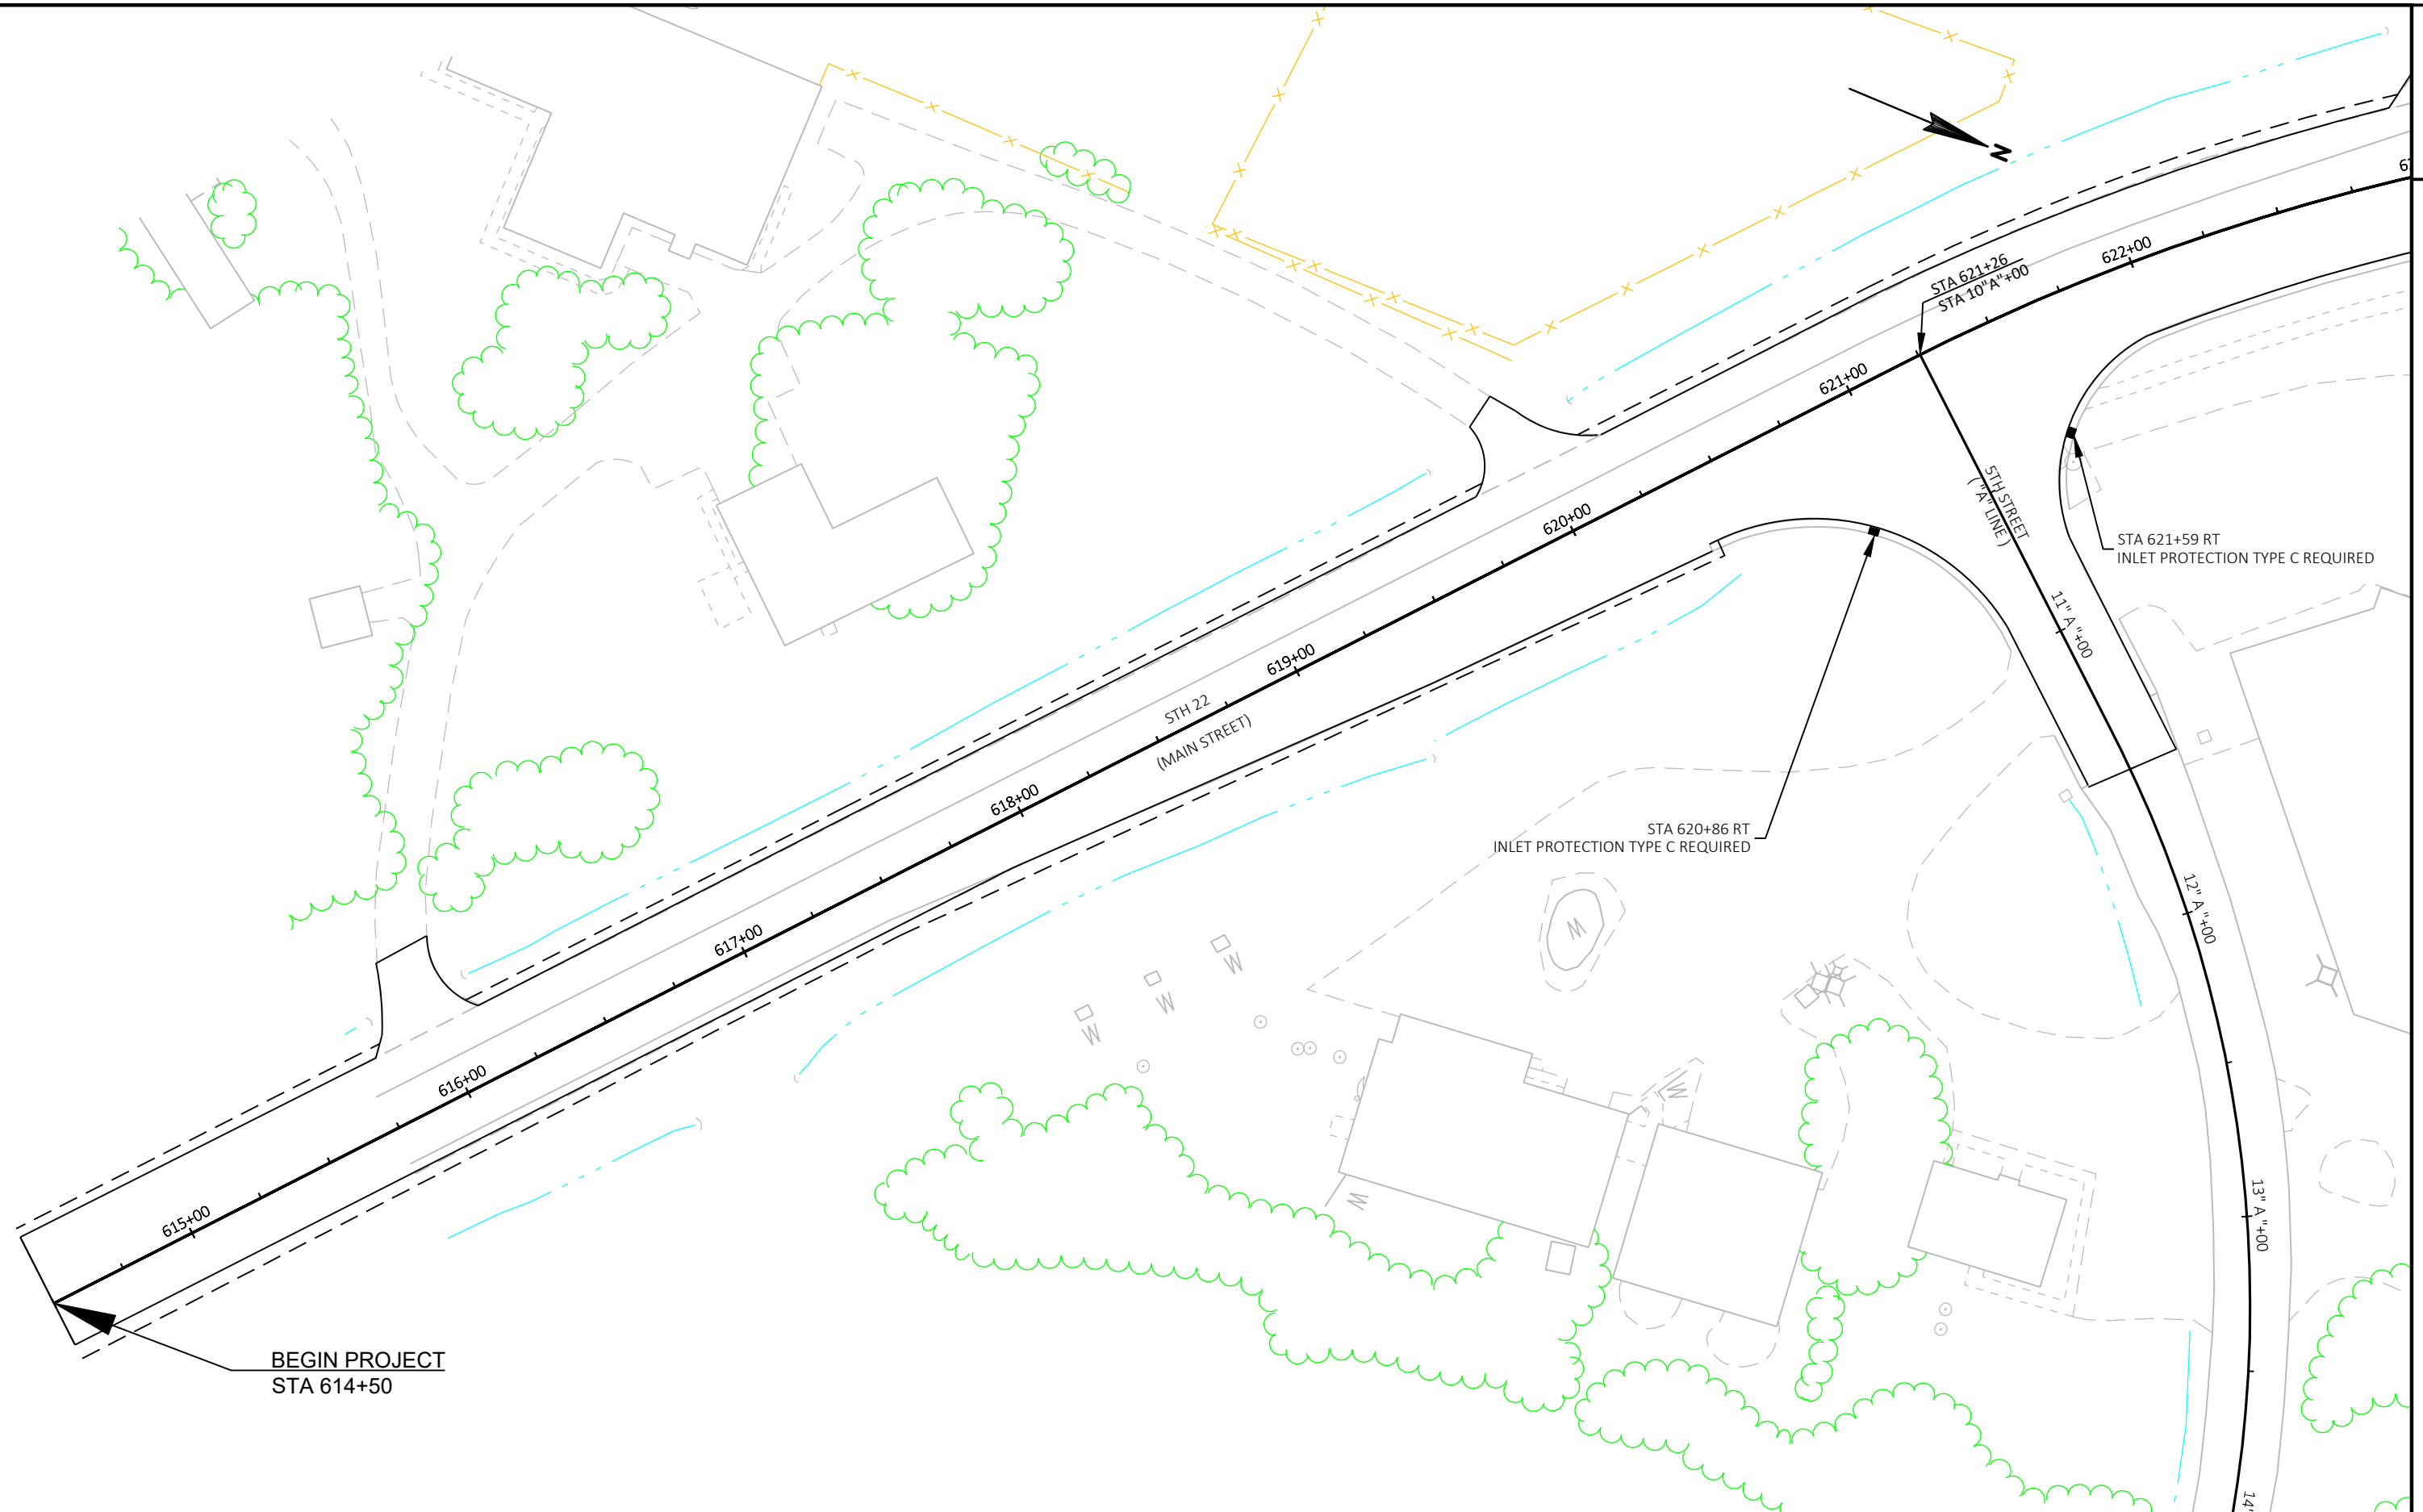 N
62
622+00
STA 621+26
STA 10"A"+00
621+00
5TH STREET
("A" LINE )
620+00
STA 621+59 RT
INLET PROTECTION TYPE C REQUIRED
11" A "+00
619+00
STH 22
(MAIN STREET)
618+00
STA 620+86 RT
INLET PROTECTION TYPE C REQUIRED
12" A "+00
617+00
616+00
615+00
13" A "+00
BEGIN PROJECT
STA 614+50
14"